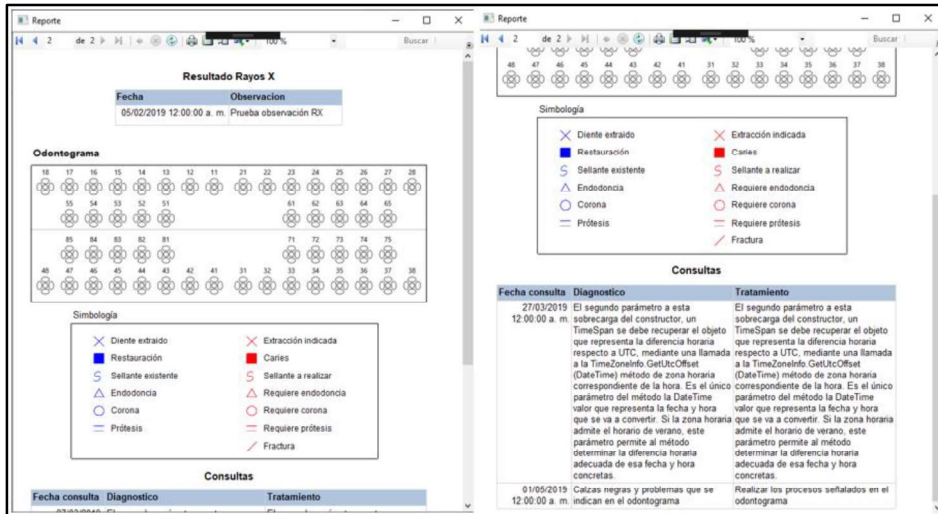 Reporte
2 de 2 100 % Buscar
Resultado Rayos X
Fecha Observacion
05/02/2019 12:00:00 a. m. Prueba observación RX
Odontograma
18 17 16 15 14 13 12 11 21 22 23 24 25 26 27 28
55 54 53 52 51 61 62 63 64 65
85 84 83 82 81 71 72 73 74 75
48 47 46 45 44 43 42 41 31 32 33 34 35 36 37 38
Simbología
Diente extraido Extracción indicada
Restauración Caries
Sellante existente Sellante a realizar
Endodoncia Requiere endodoncia
Corona Requiere corona
Prótesis Requiere prótesis
Fractura
Consultas
Fecha consulta Diagnostico Tratamiento
Reporte
2 de 2 100 % Buscar
48 47 46 45 44 43 42 41 31 32 33 34 35 36 37 38
Simbología
Diente extraido Extracción indicada
Restauración Caries
Sellante existente Sellante a realizar
Endodoncia Requiere endodoncia
Corona Requiere corona
Prótesis Requiere prótesis
Fractura
Consultas
Fecha consulta Diagnostico Tratamiento
27/03/2019 El segundo parámetro a esta El segundo parámetro a esta
12:00:00 a. m. sobrecarga del constructor, un sobrecarga del constructor, un
TimeSpan se debe recuperar el objeto TimeSpan se debe recuperar el objeto
que representa la diferencia horaria que representa la diferencia horaria
respecto a UTC, mediante una llamada respecto a UTC, mediante una llamada
a la TimeZoneInfo.GetUtcOffset a la TimeZoneInfo.GetUtcOffset
(DateTime) método de zona horaria (DateTime) método de zona horaria
correspondiente de la hora. Es el único correspondiente de la hora. Es el único
parámetro del método la DateTime parámetro del método la DateTime
valor que representa la fecha y hora valor que representa la fecha y hora
que se va a convertir. Si la zona horaria que se va a convertir. Si la zona horaria
admite el horario de verano, este admite el horario de verano, este
parámetro permite al método parámetro permite al método
determinar la diferencia horaria determinar la diferencia horaria
adecuada de esa fecha y hora adecuada de esa fecha y hora
concretas. concretas.
01/05/2019 Calzas negras y problemas que se Realizar los procesos señalados en el
12:00:00 a. m. indican en el odontograma odontograma